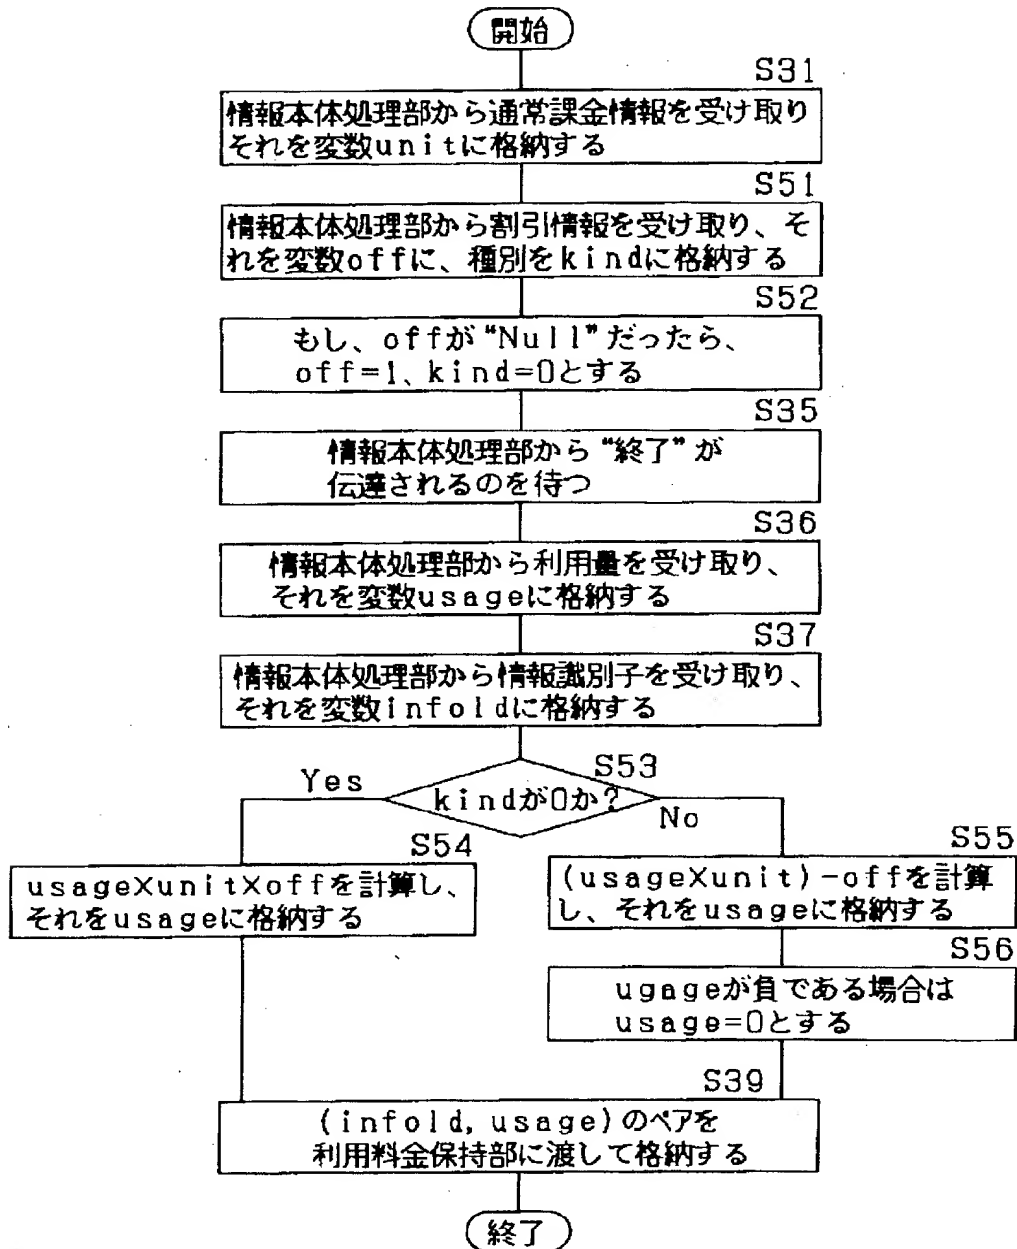 開始
S31
情報本体処理部から通常課金情報を受け取り
それを変数unitに格納する
S51
情報本体処理部から割引情報を受け取り、そ
れを変数offに、種別をkindに格納する
S52
もし、offが“Null”だったら、
off=1、kind=0とする
S35
情報本体処理部から“終了”が
伝達されるのを待つ
S36
情報本体処理部から利用量を受け取り、
それを変数usageに格納する
S37
情報本体処理部から情報識別子を受け取り、
それを変数infoIdに格納する
S53
kindが0か?
Yes
No
S54
usage×unit×offを計算し、
それをusageに格納する
S55
(usage×unit)-offを計算
し、それをusageに格納する
S56
ugageが負である場合は
usage=0とする
S39
(infoId, usage)のペアを
利用料金保持部に渡して格納する
終了